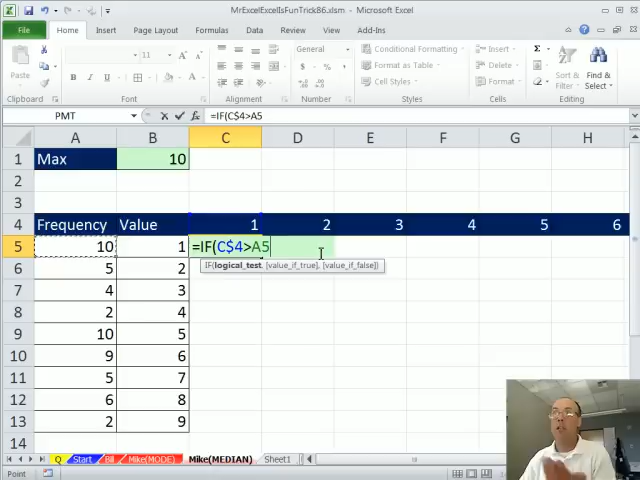 MrExcelExcelIsFunTrick86.xlsm - Microsoft Excel
File Home Insert Page Layout Formulas Data Review View Add-Ins
Paste
11
General
Conditional Formatting
Format as Table
Cell Styles
Insert
Delete
Format
Sort & Filter
Find & Select
Clipboard Font Alignment Number Styles Cells Editing
PMT =IF(C$4>A5
A B C D E F G H
1 Max 10
2
3
4 Frequency Value 1 2 3 4 5 6
5 10 1 =IF(C$4>A5
IF(logical_test, [value_if_true], [value_if_false])
6 5 2
7 4 3
8 2 4
9 10 5
10 9 6
11 5 7
12 6 8
13 2 9
14
Q Start Bill Mike(MODE) Mike(MEDIAN) Sheet1
Point